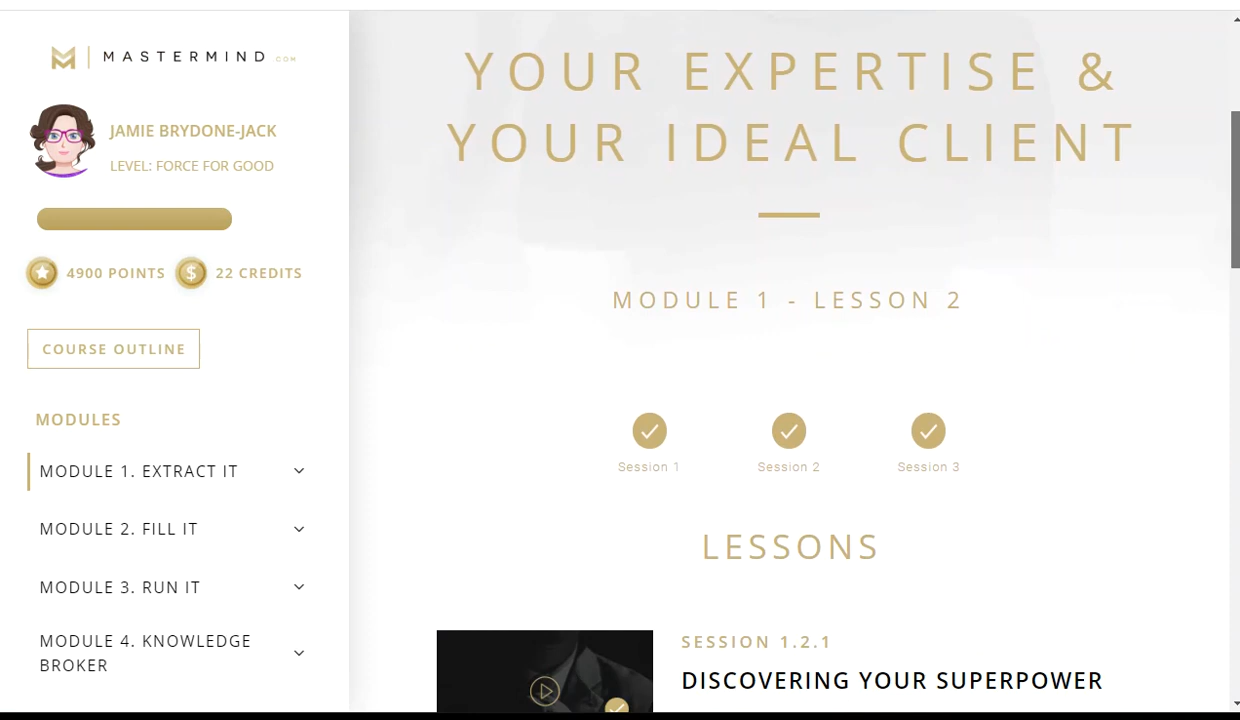 MASTERMIND.COM
JAMIE BRYDONE-JACK
LEVEL: FORCE FOR GOOD
4900 POINTS
$
22 CREDITS
COURSE OUTLINE
MODULES
MODULE 1. EXTRACT IT
MODULE 2. FILL IT
MODULE 3. RUN IT
MODULE 4. KNOWLEDGE
BROKER
YOUR EXPERTISE &
YOUR IDEAL CLIENT
MODULE 1 - LESSON 2
Session 1
Session 2
Session 3
LESSONS
SESSION 1.2.1
DISCOVERING YOUR SUPERPOWER